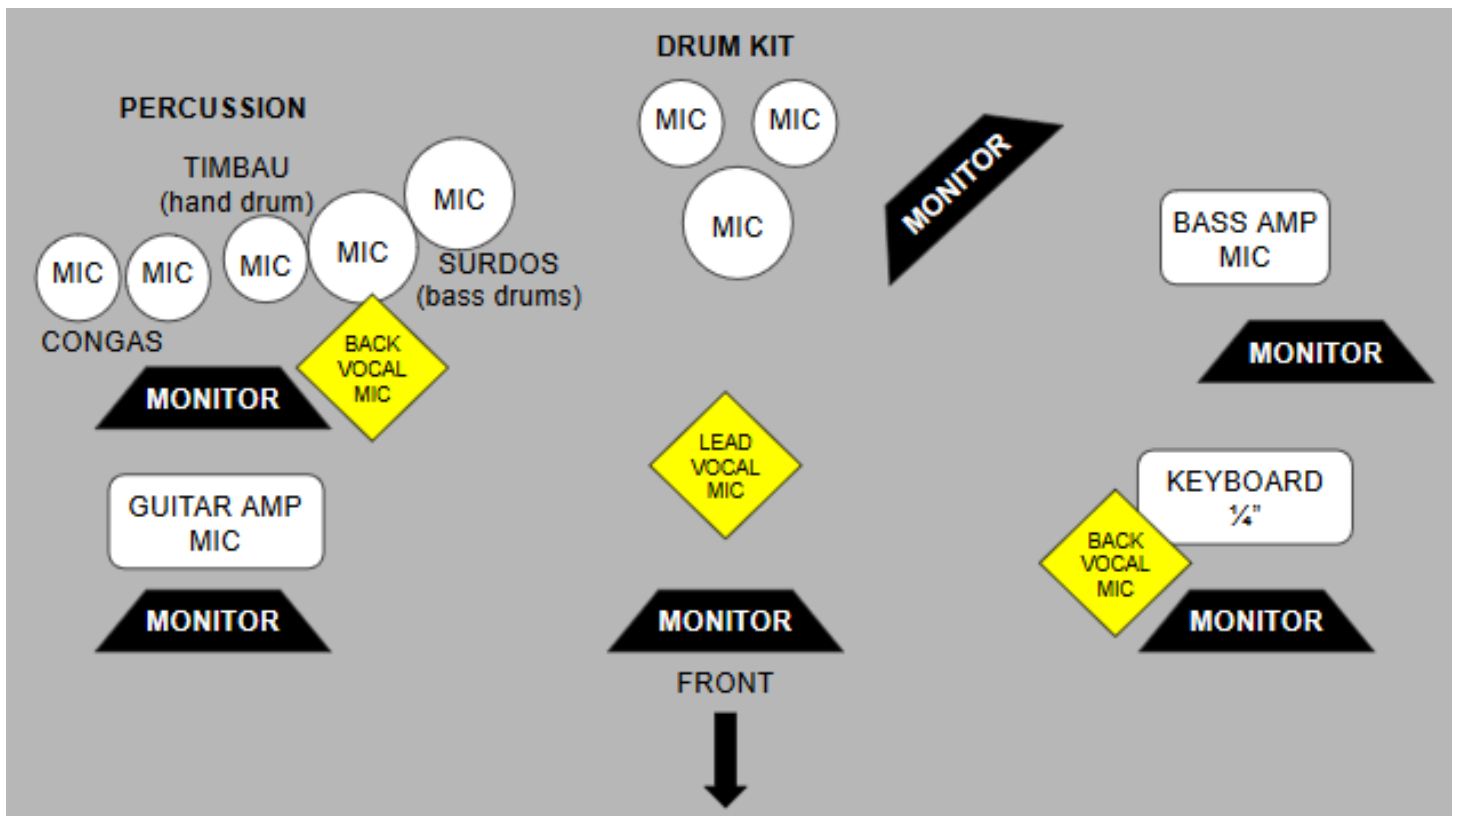 DRUM KIT
MIC
MIC
MIC
PERCUSSION
TIMBAU
(hand drum)
MIC
MIC
MIC
MIC
MIC
SURDOS
(bass drums)
CONGAS
MONITOR
BASS AMP
MIC
MONITOR
BACK
VOCAL
MIC
MONITOR
LEAD
VOCAL
MIC
GUITAR AMP
MIC
KEYBOARD
¼"
BACK
VOCAL
MIC
MONITOR
MONITOR
MONITOR
FRONT